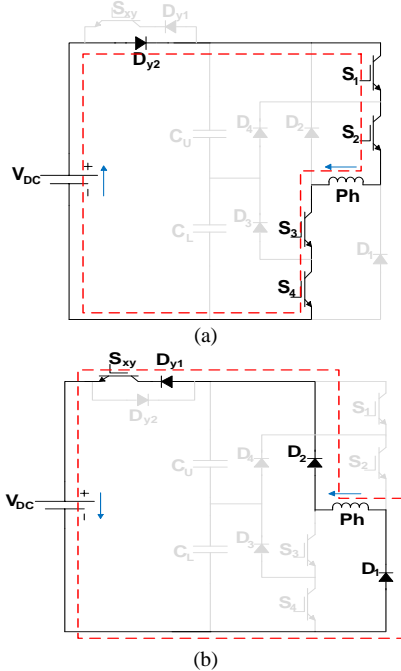 Sxy
Dy1
Dy2
S1
D4
D2
CU
S2
VDC
+
Ph
CL
D3
S3
D1
S4
(a)
Sxy
Dy1
Dy2
S1
D2
D4
CU
S2
VDC
+
Ph
CL
D3
S3
D1
S4
(b)